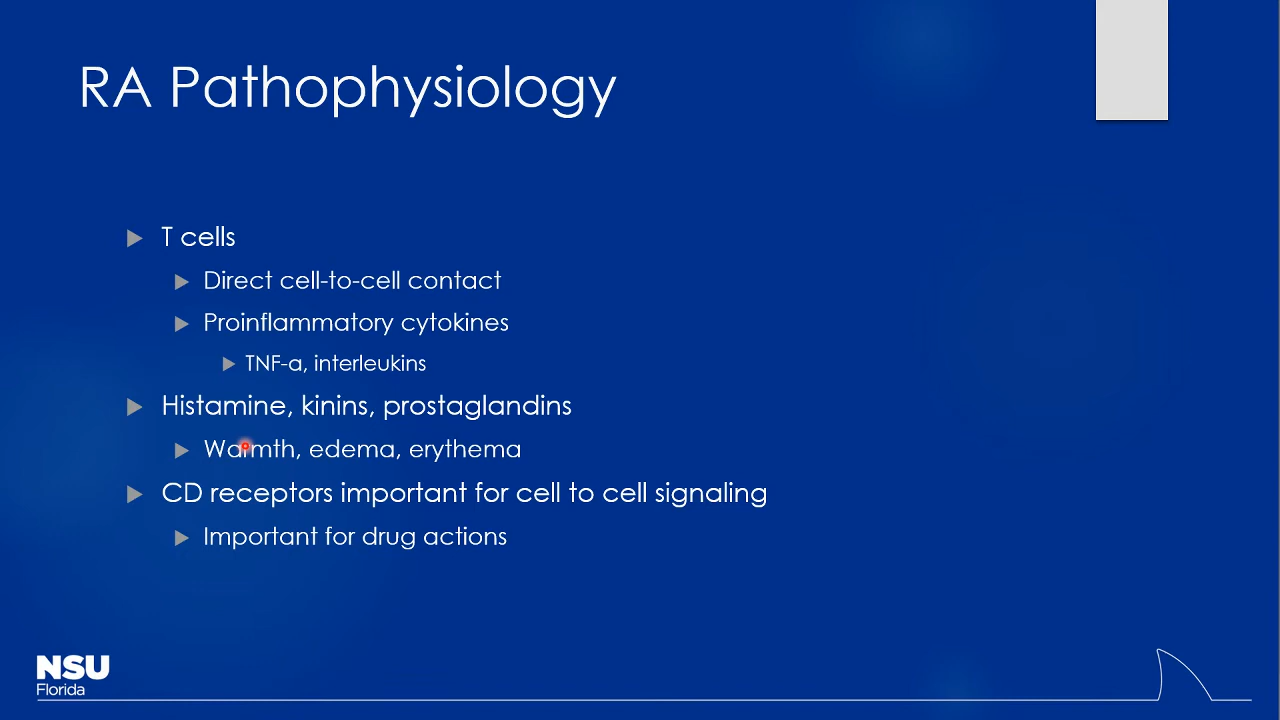 RA Pathophysiology
T cells
Direct cell-to-cell contact
Proinflammatory cytokines
TNF-α, interleukins
Histamine, kinins, prostaglandins
Warmth, edema, erythema
CD receptors important for cell to cell signaling
Important for drug actions
NSU
Florida